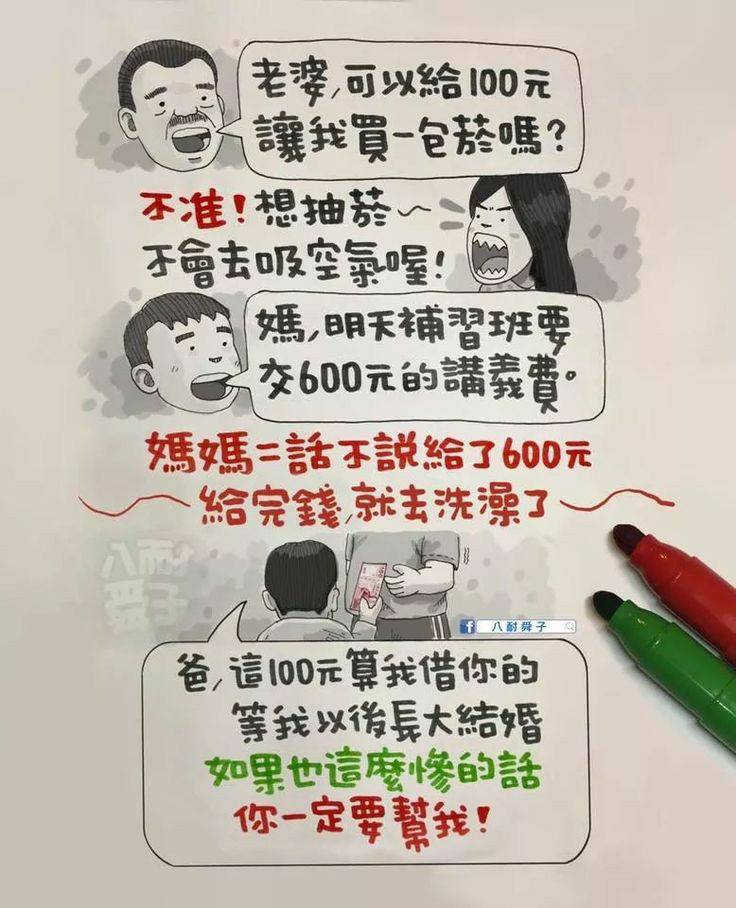 老婆,可以給100元
讓我買一包菸嗎?
不准!想抽菸~
不會去吸空氣喔!
媽,明天補習班要
交600元的講義費。
媽媽二話不說給了600元
給完錢,就去洗澡了
八耐舜子
八耐舜子
爸,這100元算我借你的
等我以後長大結婚
如果也這麼慘的話
你一定要幫我!